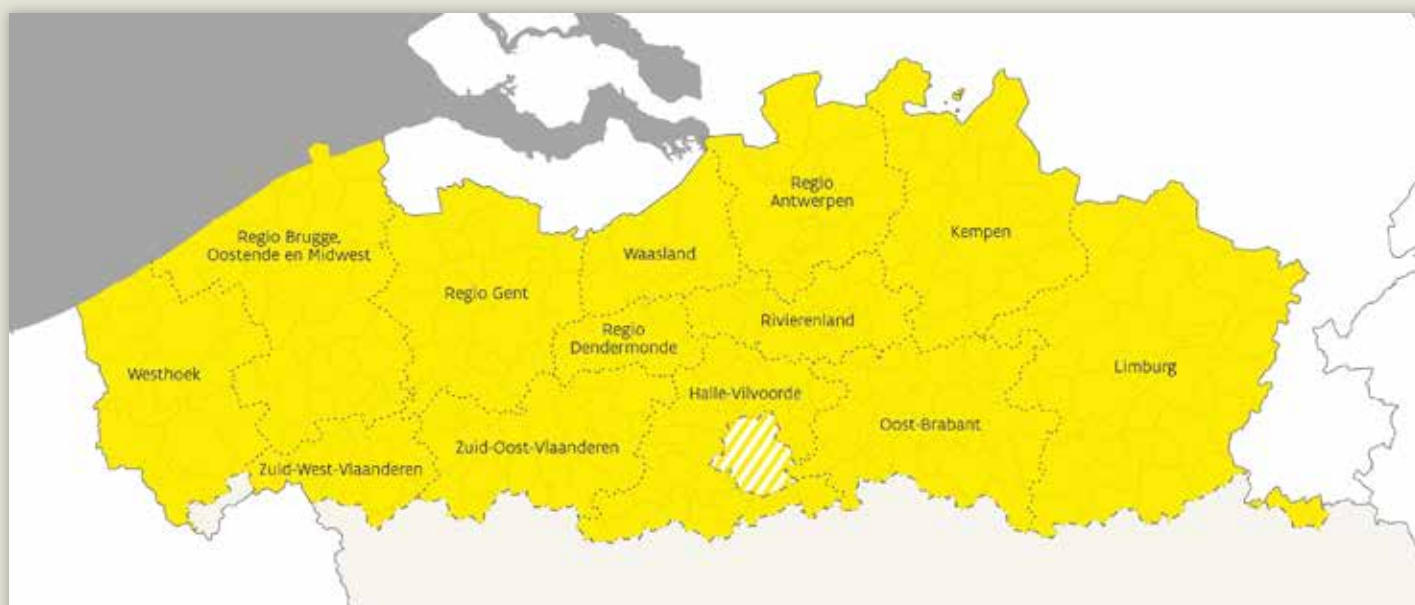 Regio
Antwerpen
Regio Brugge,
Oostende en Midwest
Kempen
Waasland
Regio Gent
Rivierenland
Regio
Dendermonde
Westhoek
Limburg
Halle-Vilvoorde
Oost-Brabant
Zuid-Oost-Vlaanderen
Zuid-West-Vlaanderen